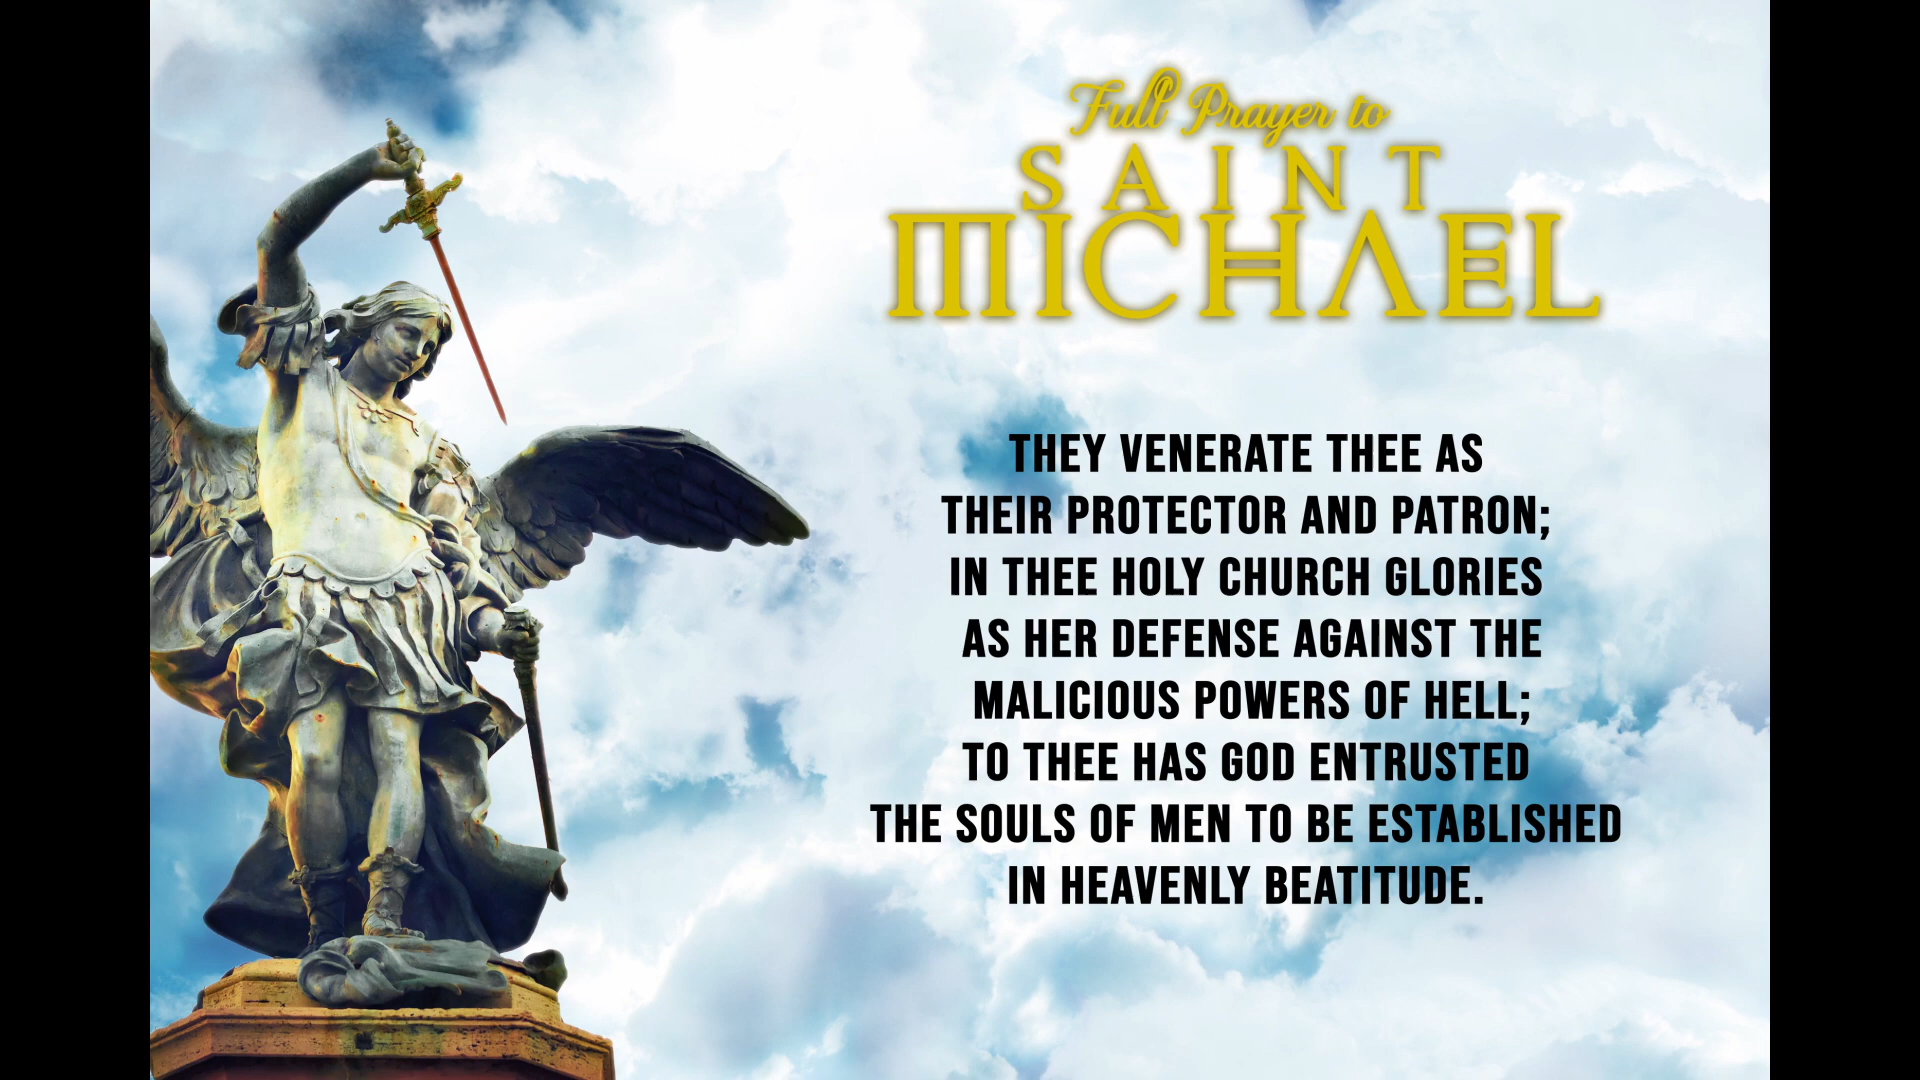 Full Prayer to
SAINT
MICHAEL
THEY VENERATE THEE AS
THEIR PROTECTOR AND PATRON;
IN THEE HOLY CHURCH GLORIES
AS HER DEFENSE AGAINST THE
MALICIOUS POWERS OF HELL;
TO THEE HAS GOD ENTRUSTED
THE SOULS OF MEN TO BE ESTABLISHED
IN HEAVENLY BEATITUDE.